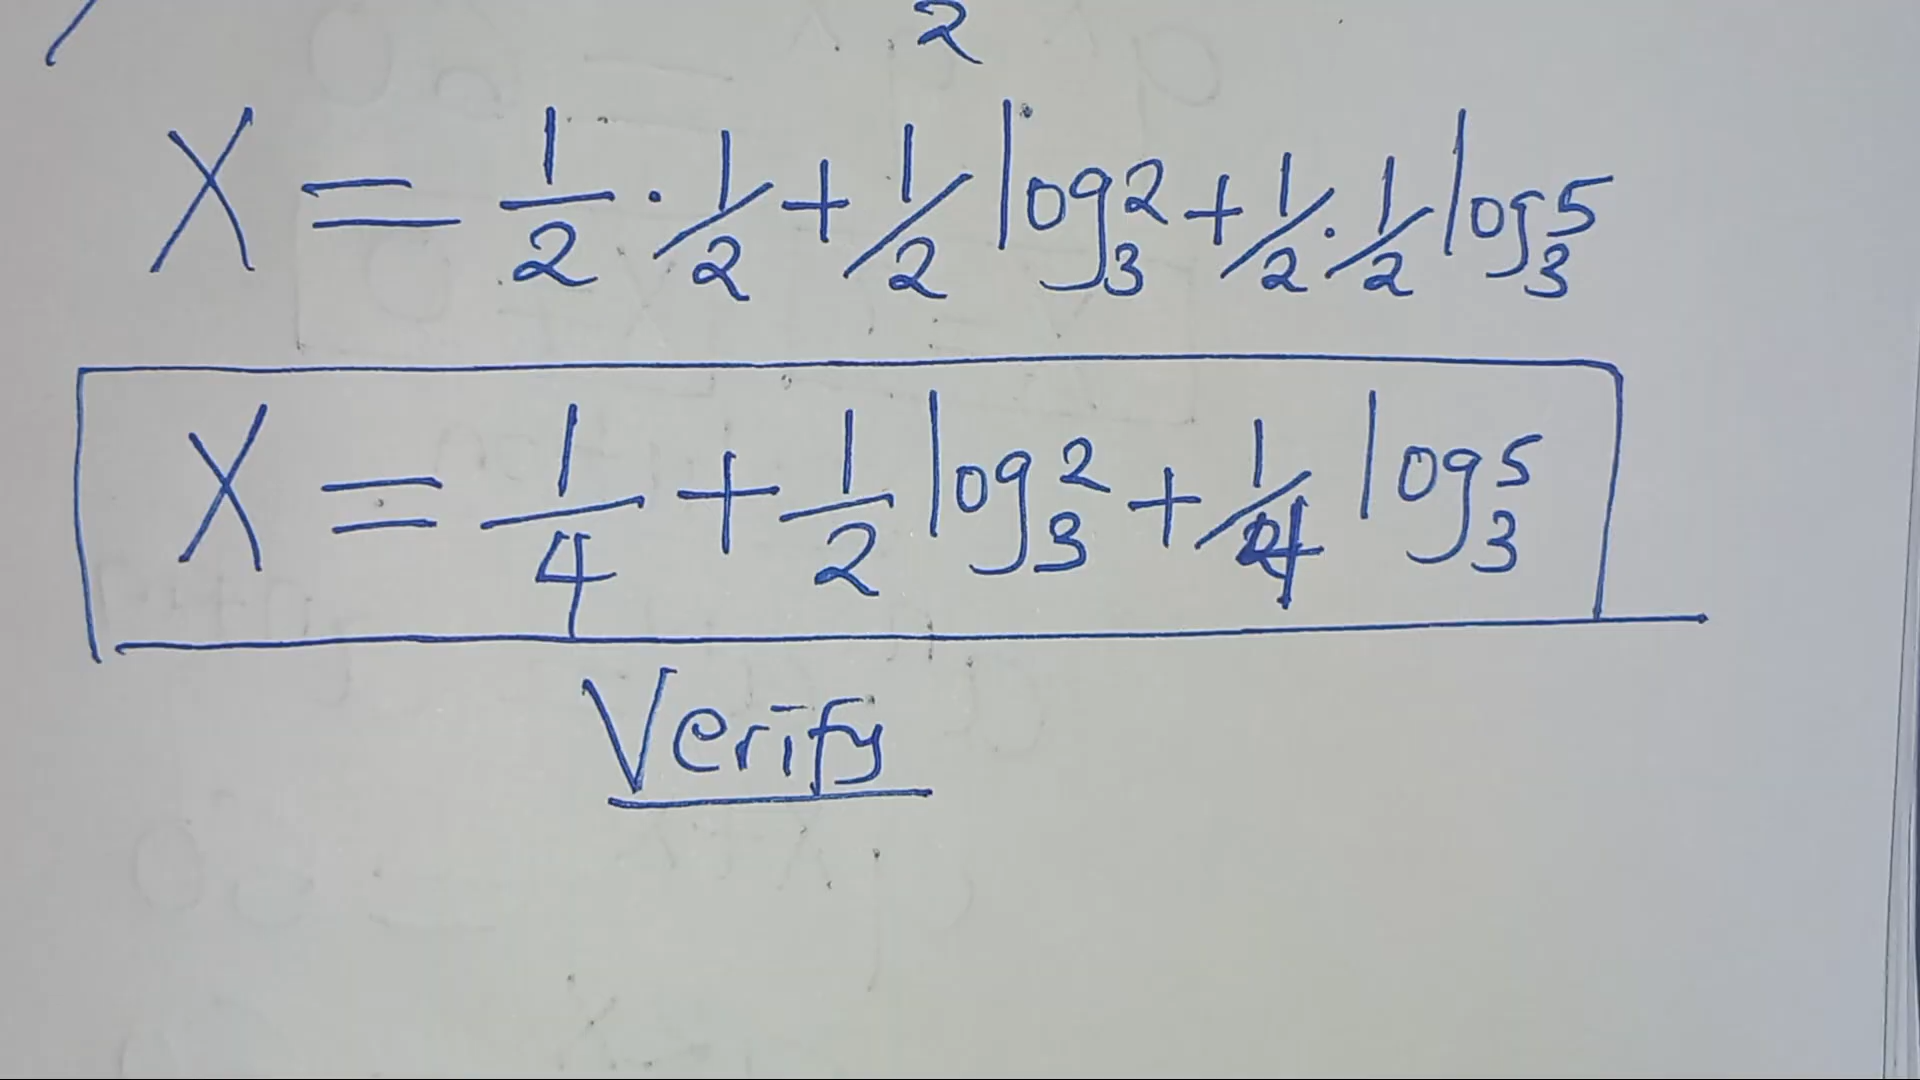 2
X = 1/2 · 1/2 + 1/2 log₃2 + 1/2 · 1/2 log₃5
X = 1/4 + 1/2 log₃2 + 1/4 log₃5
Verify